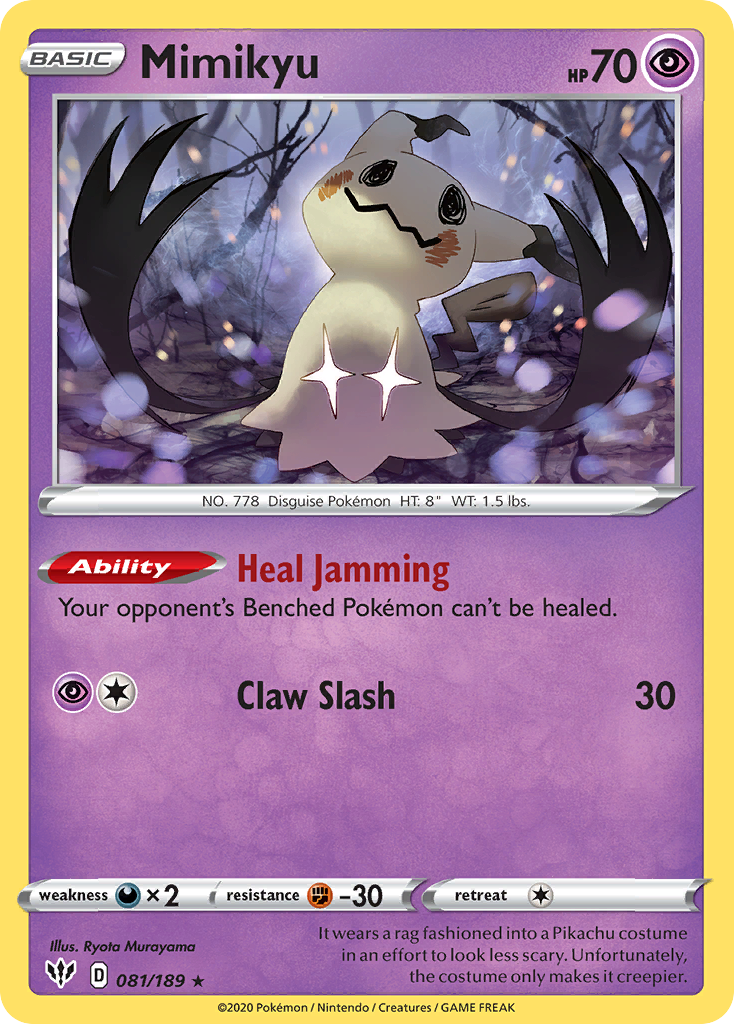 BASIC Mimikyu HP 70
NO. 778 Disguise Pokémon HT: 8" WT: 1.5 lbs.
Ability Heal Jamming
Your opponent's Benched Pokémon can't be healed.
Claw Slash 30
weakness ×2 resistance -30 retreat
Illus. Ryota Murayama
D 081/189 ★
It wears a rag fashioned into a Pikachu costume
in an effort to look less scary. Unfortunately,
the costume only makes it creepier.
©2020 Pokémon / Nintendo / Creatures / GAME FREAK